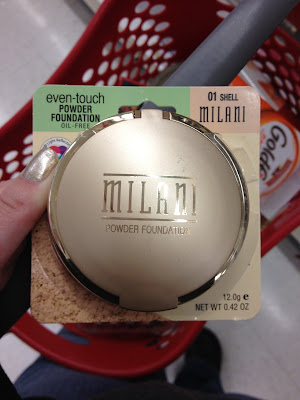 even-touch
POWDER
FOUNDATION
OIL-FREE
01 SHELL
MILANI
MILANI
POWDER FOUNDATION
12.0g e
NET WT 0.42 OZ